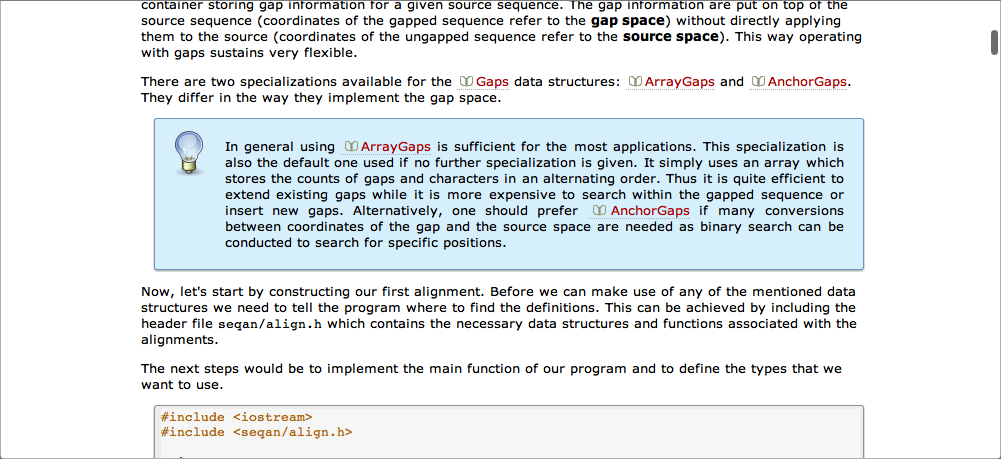 container storing gap information for a given source sequence. The gap information are put on top of the
source sequence (coordinates of the gapped sequence refer to the gap space) without directly applying
them to the source (coordinates of the ungapped sequence refer to the source space). This way operating
with gaps sustains very flexible.
There are two specializations available for the Gaps data structures: ArrayGaps and AnchorGaps.
They differ in the way they implement the gap space.
In general using ArrayGaps is sufficient for the most applications. This specialization is
also the default one used if no further specialization is given. It simply uses an array which
stores the counts of gaps and characters in an alternating order. Thus it is quite efficient to
extend existing gaps while it is more expensive to search within the gapped sequence or
insert new gaps. Alternatively, one should prefer AnchorGaps if many conversions
between coordinates of the gap and the source space are needed as binary search can be
conducted to search for specific positions.
Now, let's start by constructing our first alignment. Before we can make use of any of the mentioned data
structures we need to tell the program where to find the definitions. This can be achieved by including the
header file seqan/align.h which contains the necessary data structures and functions associated with the
alignments.
The next steps would be to implement the main function of our program and to define the types that we
want to use.
#include <iostream>
#include <seqan/align.h>